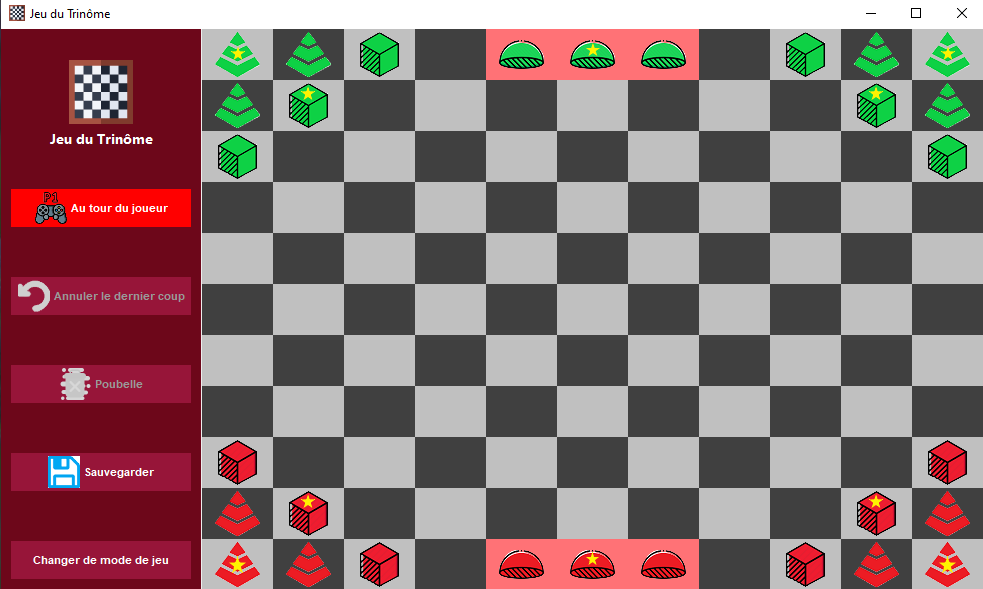 Jeu du Trinôme
Jeu du Trinôme
P1
Au tour du joueur
Annuler le dernier coup
Poubelle
Sauvegarder
Changer de mode de jeu